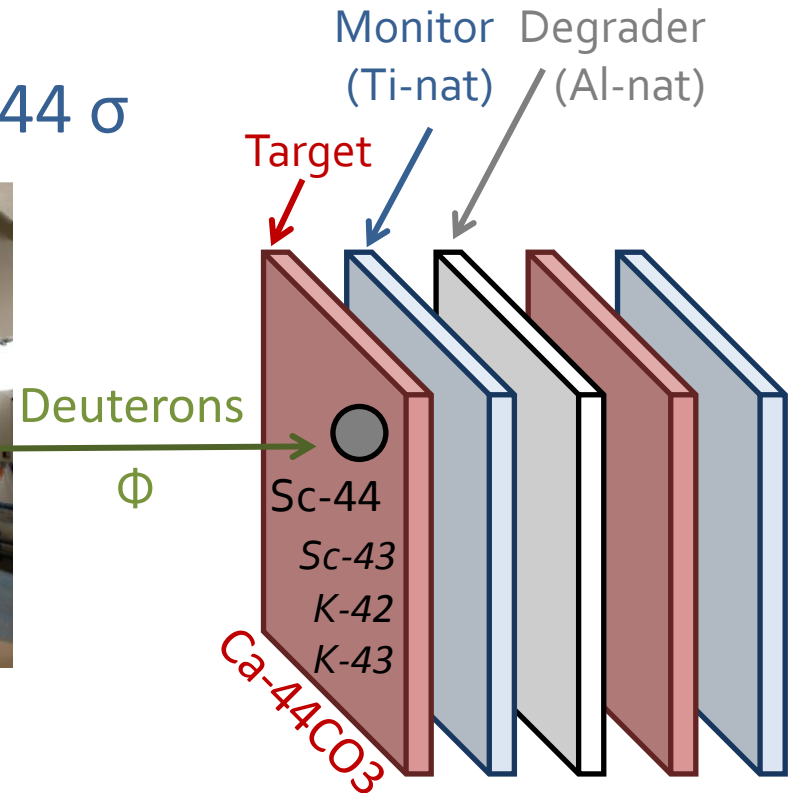 Monitor Degrader
(Ti-nat) (Al-nat)
44 σ
Target
Deuterons
Φ
Sc-44
Sc-43
K-42
K-43
Ca-44CO3